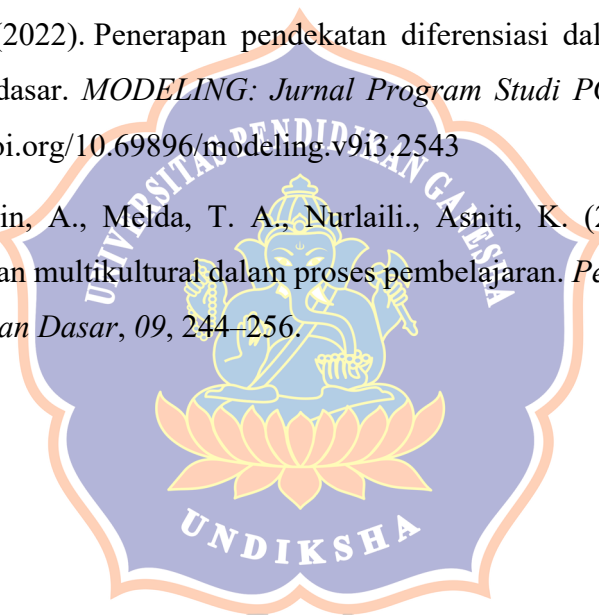 (2022). Penerapan pendekatan diferensiasi dal
dasar. MODELING: Jurnal Program Studi PG
oi.org/10.69896/modeling.v9i3.2543
UNIVERSITAS PENDIDIKAN GANESHA
in, A., Melda, T. A., Nurlaili., Asniti, K. (2
an multikultural dalam proses pembelajaran. Pe
an Dasar, 09, 244–256.
UNDIKSHA